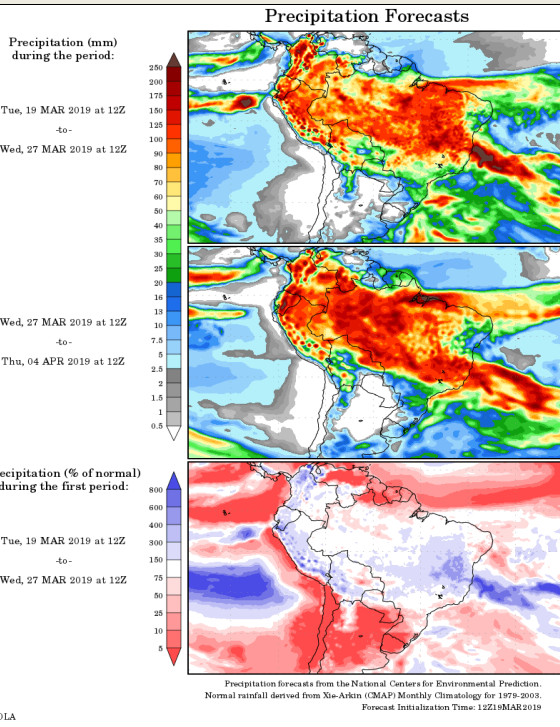 Precipitation Forecasts
Precipitation (mm)
during the period:
Tue, 19 MAR 2019 at 12Z
-to-
Wed, 27 MAR 2019 at 12Z
250
200
175
150
125
100
90
80
70
60
50
40
35
30
25
20
16
13
10
7.5
5
2.5
2
1.5
1
0.5
Wed, 27 MAR 2019 at 12Z
-to-
Thu, 04 APR 2019 at 12Z
ecipitation (% of normal)
during the first period:
Tue, 19 MAR 2019 at 12Z
-to-
Wed, 27 MAR 2019 at 12Z
800
600
400
300
150
75
50
25
10
5
Precipitation forecasts from the National Centers for Environmental Prediction.
Normal rainfall derived from Xie-Arkin (CMAP) Monthly Climatology for 1979-2003.
Forecast Initialization Time: 12Z19MAR2019
OLA